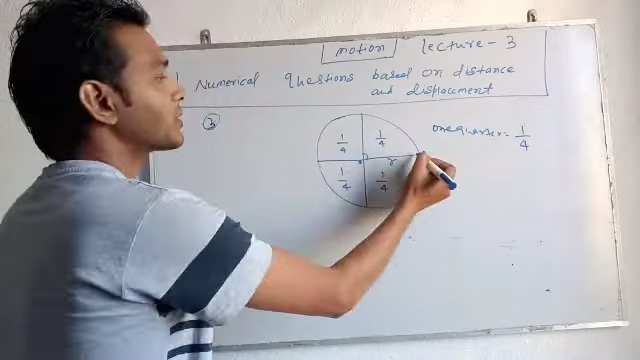 motion lecture - 3
Numerical Questions based on distance
and displacement
3
one quarter = 1/4
1/4 1/4
r
1/4 1/4